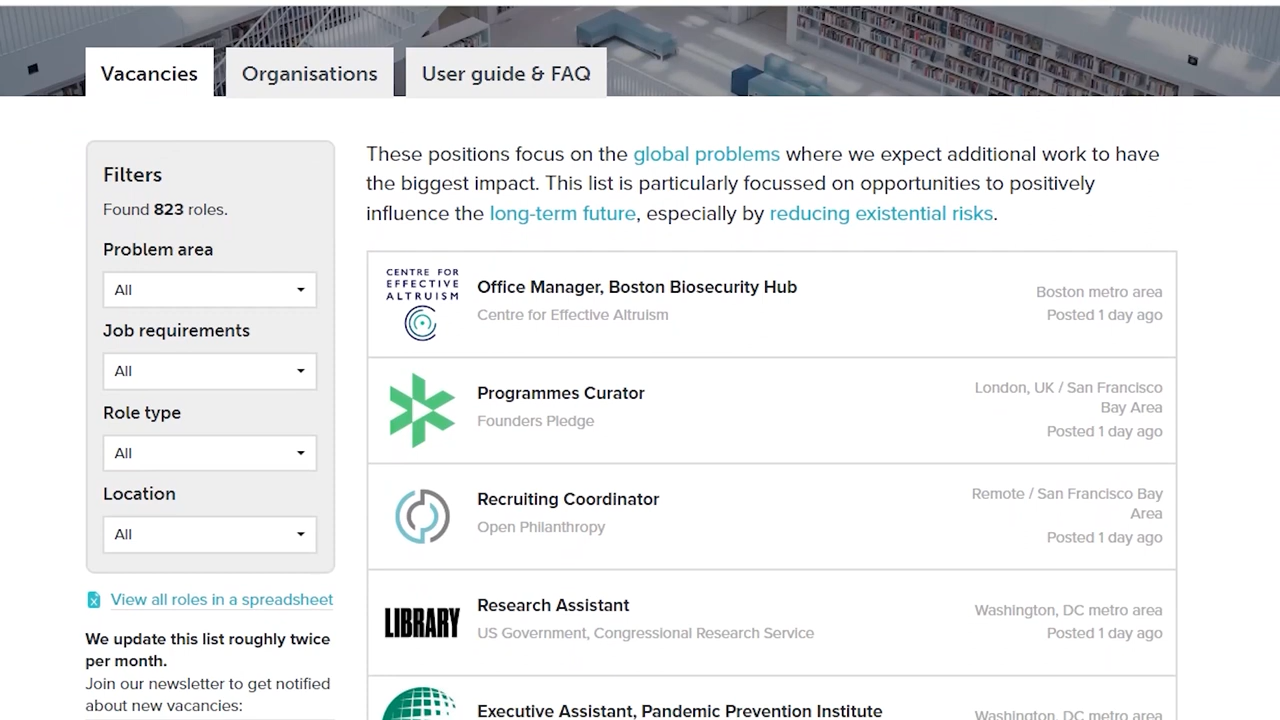 Vacancies
Organisations
User guide & FAQ
Filters
Found 823 roles.
Problem area
All
Job requirements
All
Role type
All
Location
All
View all roles in a spreadsheet
We update this list roughly twice
per month.
Join our newsletter to get notified
about new vacancies:
These positions focus on the global problems where we expect additional work to have
the biggest impact. This list is particularly focussed on opportunities to positively
influence the long-term future, especially by reducing existential risks.
CENTRE FOR
EFFECTIVE
ALTRUISM
Office Manager, Boston Biosecurity Hub
Centre for Effective Altruism
Boston metro area
Posted 1 day ago
Programmes Curator
Founders Pledge
London, UK / San Francisco
Bay Area
Posted 1 day ago
Recruiting Coordinator
Open Philanthropy
Remote / San Francisco Bay
Area
Posted 1 day ago
LIBRARY
Research Assistant
US Government, Congressional Research Service
Washington, DC metro area
Posted 1 day ago
Executive Assistant, Pandemic Prevention Institute
Washington, DC metro area